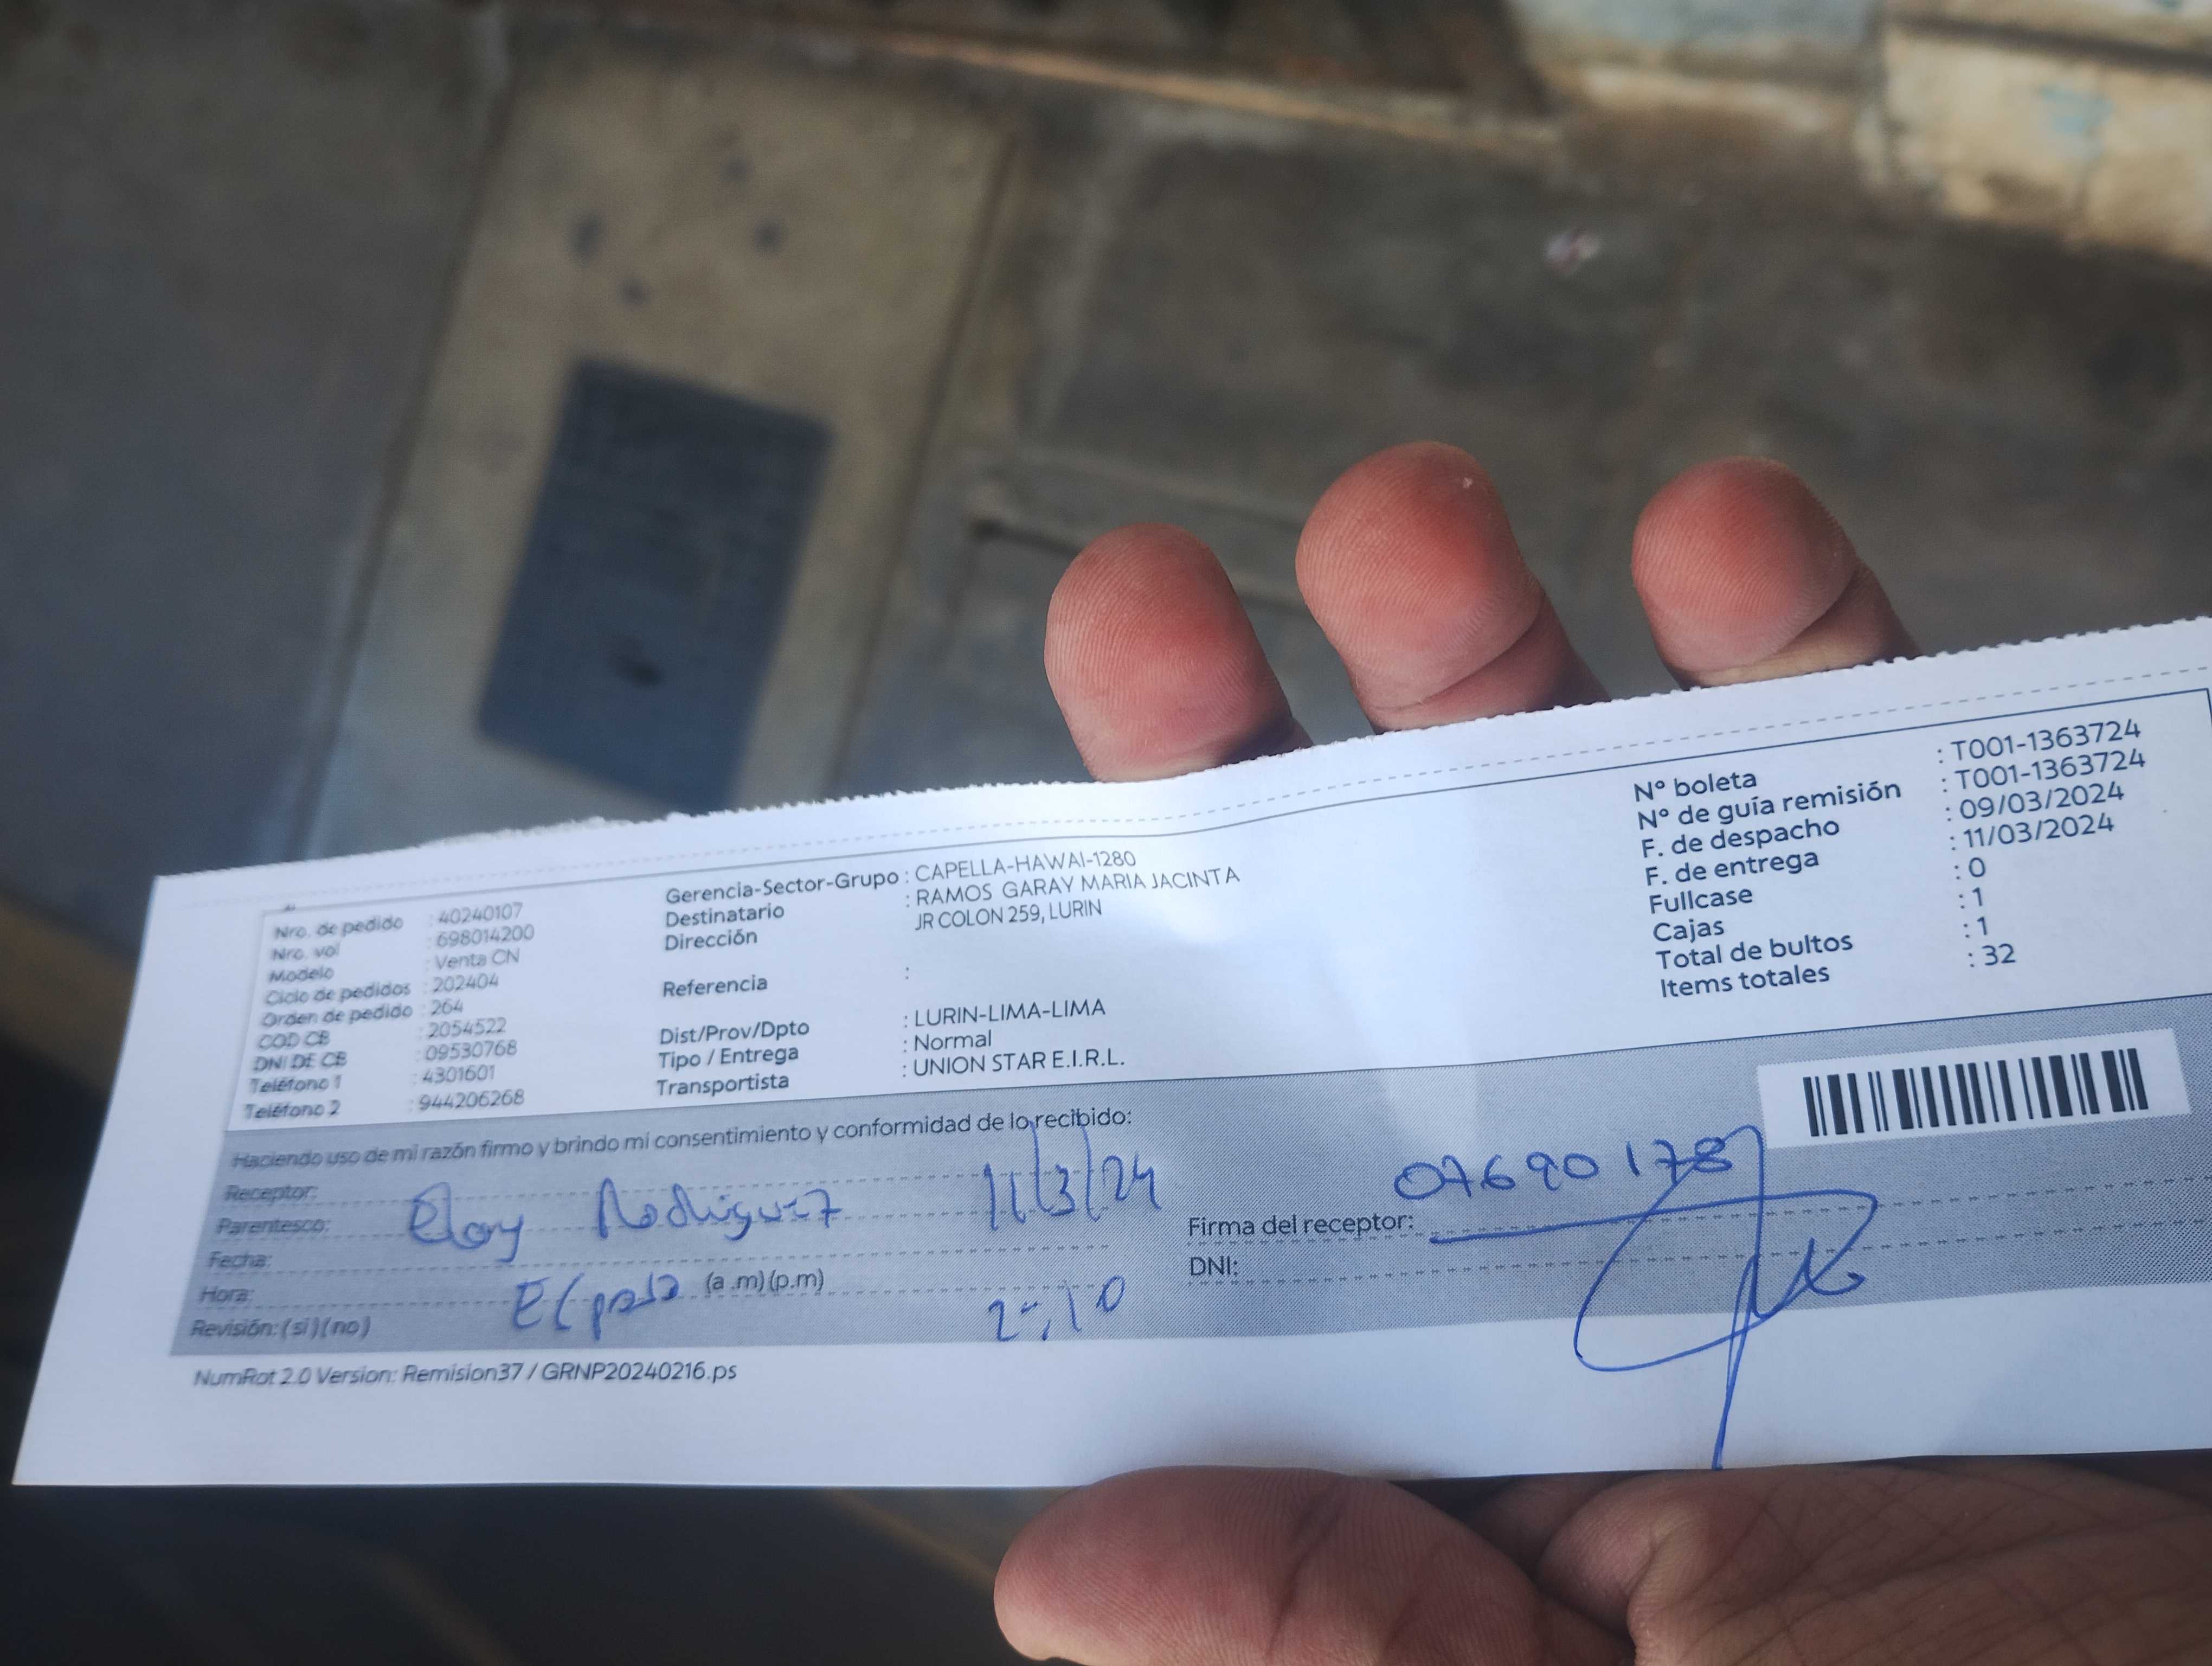 Nro. de pedido : 40240107
Nro. vol : 698014200
Modelo : Venta CN
Ciclo de pedidos : 202404
Orden de pedido : 264
COD CB : 2054522
DNI DE CB : 09530768
Teléfono 1 : 4301601
Teléfono 2 : 944206268
Gerencia-Sector-Grupo : CAPELLA-HAWAI-1280
Destinatario : RAMOS GARAY MARIA JACINTA
Dirección JR COLON 259, LURIN
Referencia :
Dist/Prov/Dpto : LURIN-LIMA-LIMA
Tipo / Entrega : Normal
Transportista : UNION STAR E.I.R.L.
N° boleta : T001-1363724
N° de guía remisión : T001-1363724
F. de despacho : 09/03/2024
F. de entrega : 11/03/2024
Fullcase : 0
Cajas : 1
Total de bultos : 1
Items totales : 32
Haciendo uso de mi razón firmo y brindo mi consentimiento y conformidad de lo recibido:
Receptor:
Parentesco: Eloy Rodriguez 11/3/24
Fecha:
Hora: (a .m) (p.m)
Revisión: (si) (no) 2:10
07690178
Firma del receptor:
DNI:
NumRot 2.0 Version: Remision37 / GRNP20240216.ps